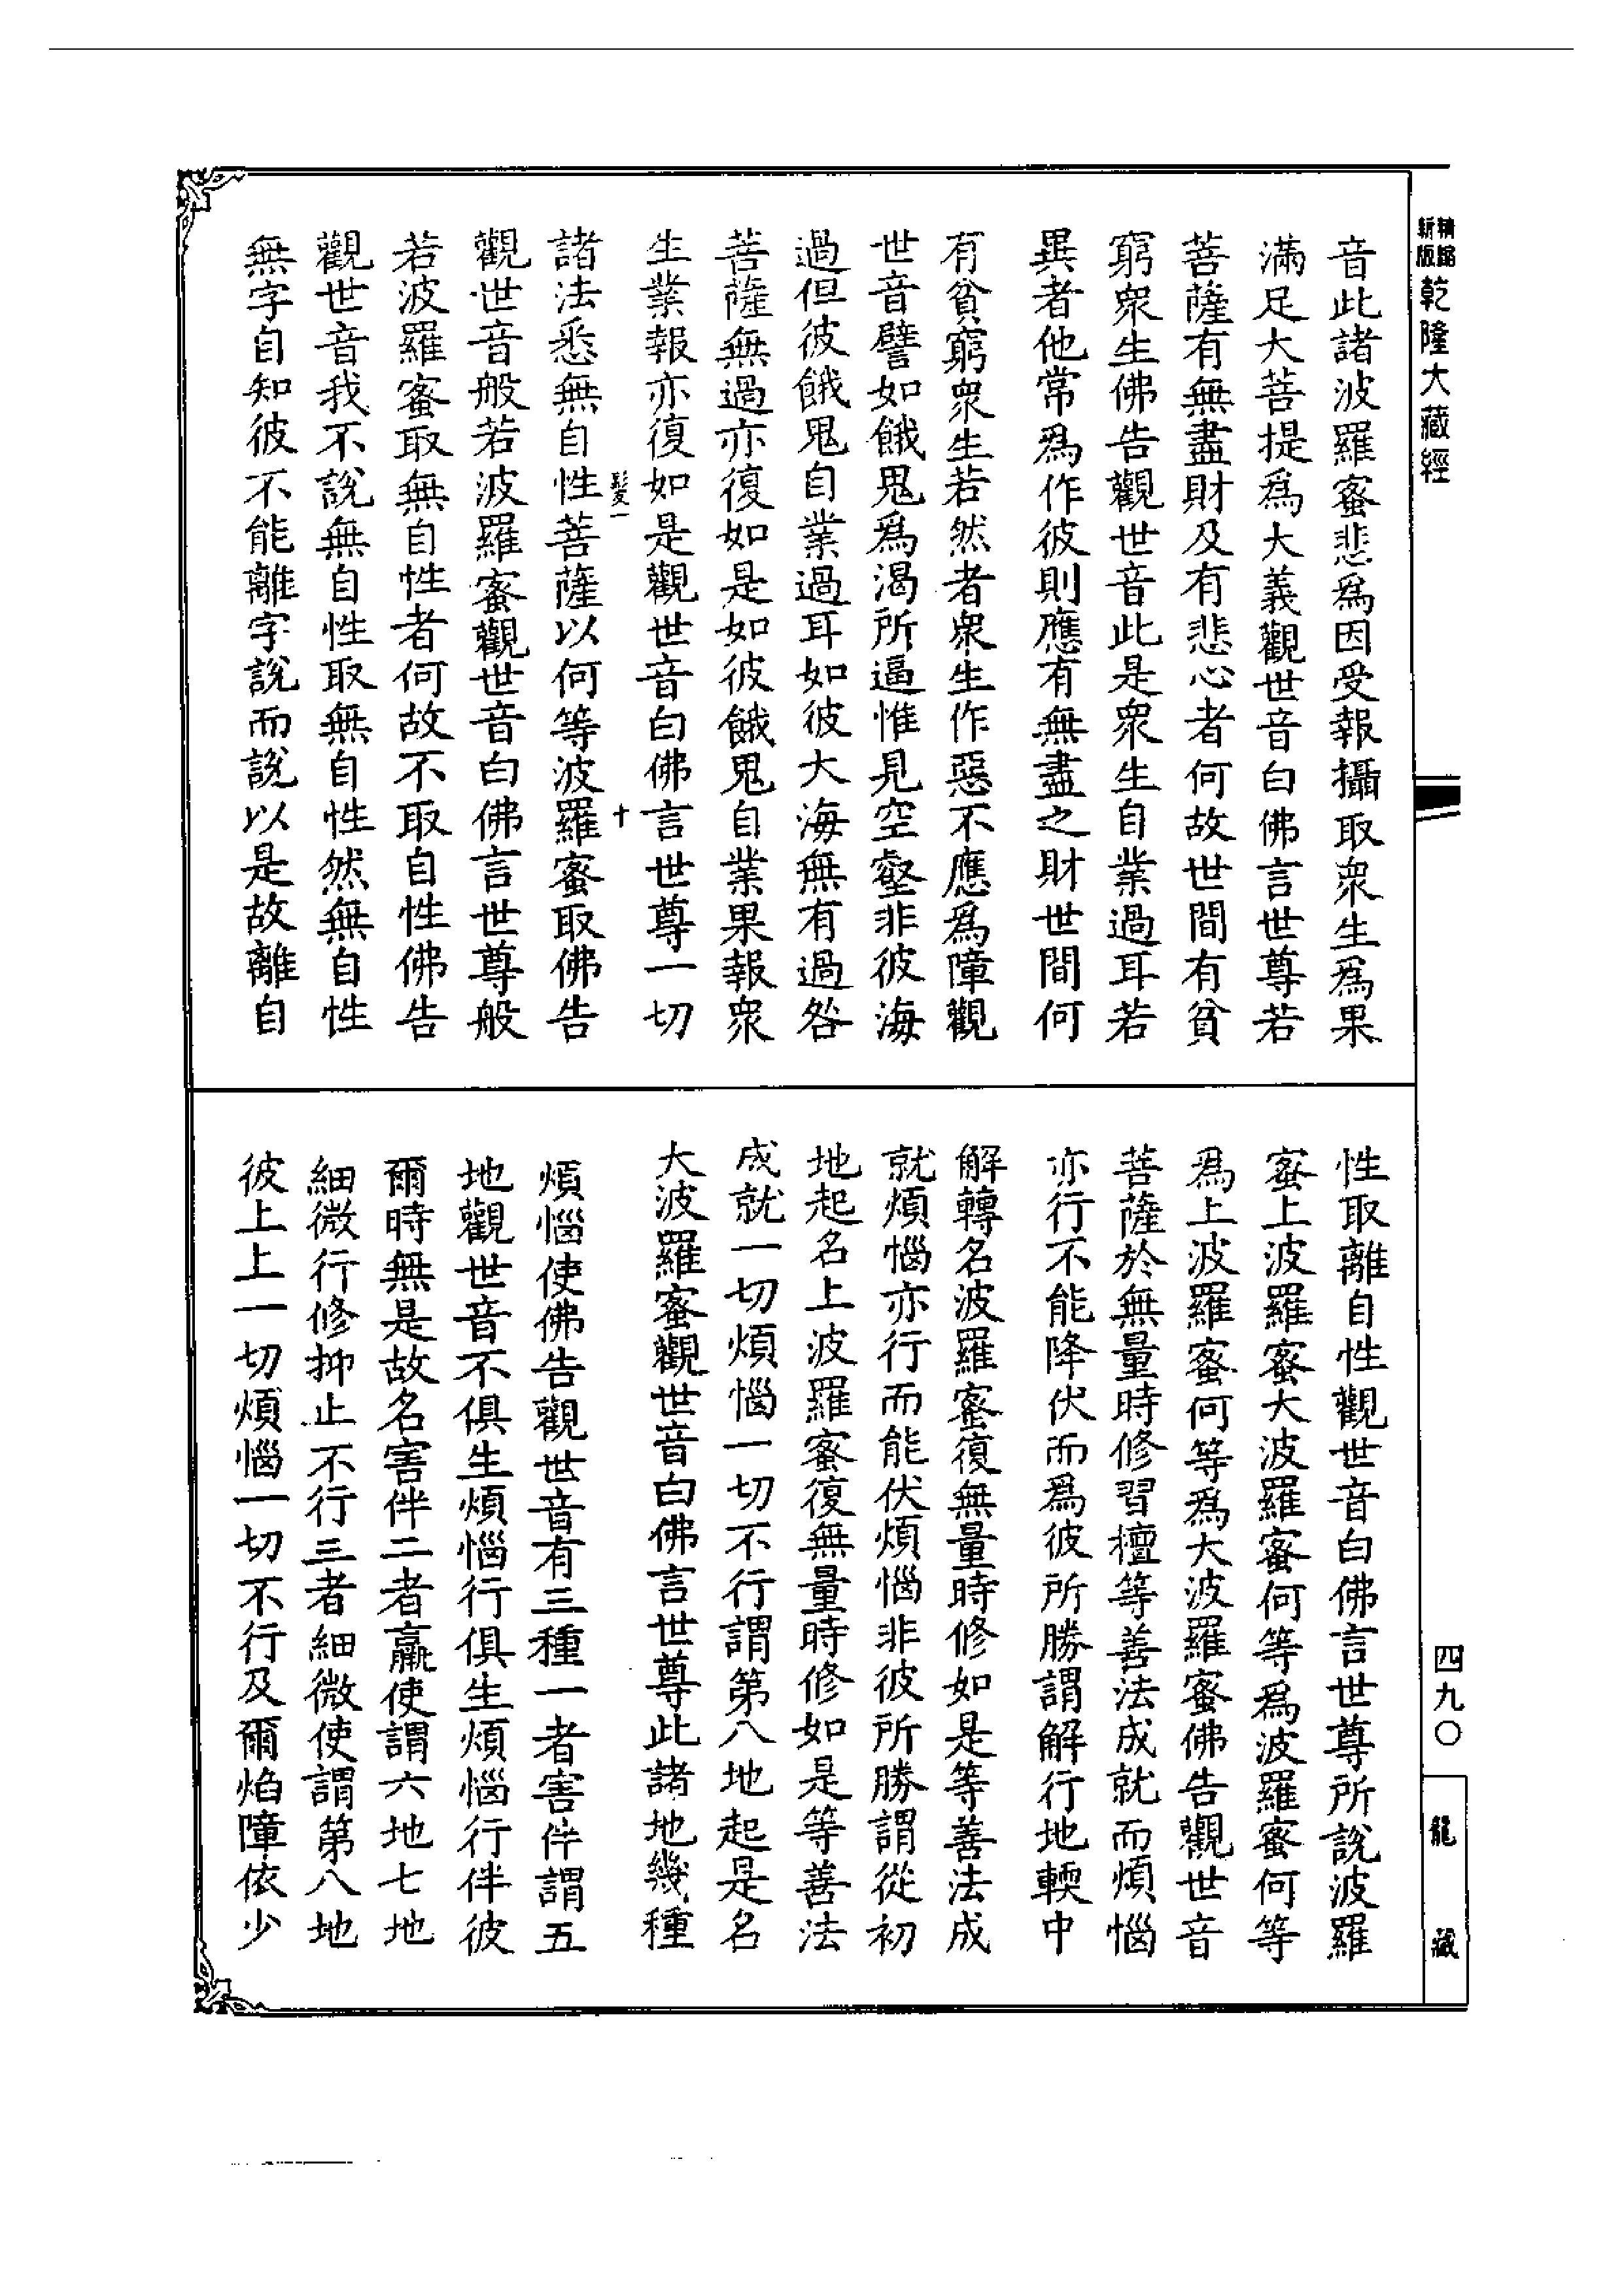 精縮新版乾隆大藏經
四九〇
龍藏
音此諸波羅蜜悲爲因受報攝取衆生爲果
滿足大菩提爲大義觀世音白佛言世尊若
菩薩有無盡財及有悲心者何故世間有貧
窮衆生佛告觀世音此是衆生自業過耳若
異者他常爲作彼則應有無盡之財世間何
有貧窮衆生若然者衆生作惡不應爲障觀
世音譬如餓鬼爲渴所逼惟見空壑非彼海
過但彼餓鬼自業過耳如彼大海無有過咎
菩薩無過亦復如是如彼餓鬼自業果報衆
生業報亦復如是觀世音白佛言世尊一切
髮一
十
諸法悉無自性菩薩以何等波羅蜜取佛告
觀世音般若波羅蜜觀世音白佛言世尊般
若波羅蜜取無自性者何故不取自性佛告
觀世音我不說無自性取無自性然無自性
無字自知彼不能離字說而說以是故離自
性取離自性觀世音白佛言世尊所說波羅
蜜上波羅蜜大波羅蜜何等爲波羅蜜何等
爲上波羅蜜何等爲大波羅蜜佛告觀世音
菩薩於無量時修習檀等善法成就而煩惱
亦行不能降伏而爲彼所勝謂解行地輭中
解轉名波羅蜜復無量時修如是等善法成
就煩惱亦行而能伏煩惱非彼所勝謂從初
地起名上波羅蜜復無量時修如是等善法
成就一切煩惱一切不行謂第八地起是名
大波羅蜜觀世音白佛言世尊此諸地幾種
煩惱使佛告觀世音有三種一者害伴謂五
地觀世音不俱生煩惱行俱生煩惱行伴彼
爾時無是故名害伴二者羸使謂六地七地
細微行修抑止不行三者細微使謂第八地
彼上上一切煩惱一切不行及爾焰障依少